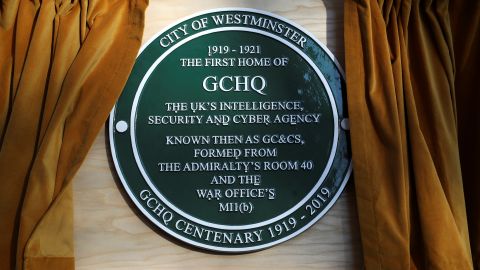 CITY OF WESTMINSTER
1919 - 1921
THE FIRST HOME OF
GCHQ
THE UK'S INTELLIGENCE,
SECURITY AND CYBER AGENCY
KNOWN THEN AS GC&CS,
FORMED FROM
THE ADMIRALTY'S ROOM 40
AND THE
WAR OFFICE'S
MI1(b)
GCHQ CENTENARY 1919 - 2019